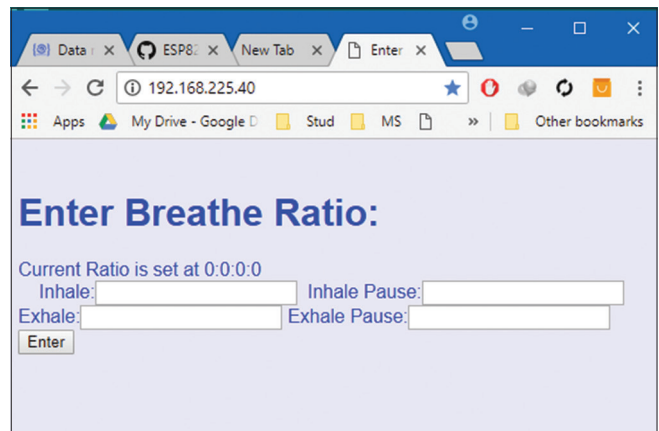 Data
ESP82
New Tab
Enter
192.168.225.40
Apps
My Drive - Google D
Stud
MS
»
Other bookmarks
Enter Breathe Ratio:
Current Ratio is set at 0:0:0:0
Inhale: Inhale Pause:
Exhale: Exhale Pause:
Enter